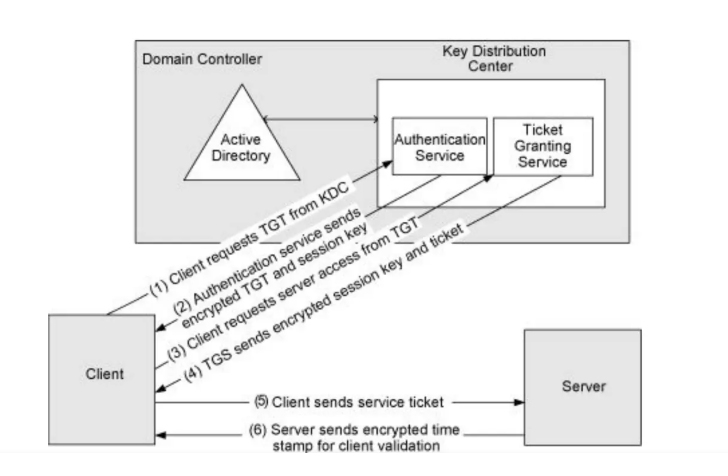 Domain Controller
Key Distribution
Center
Active
Directory
Authentication
Service
Ticket
Granting
Service
(1) Client requests TGT from KDC
(2) Authentication service sends
encrypted TGT and session key
(3) Client requests server access from TGT
(4) TGS sends encrypted session key and ticket
Client
Server
(5) Client sends service ticket
(6) Server sends encrypted time
stamp for client validation